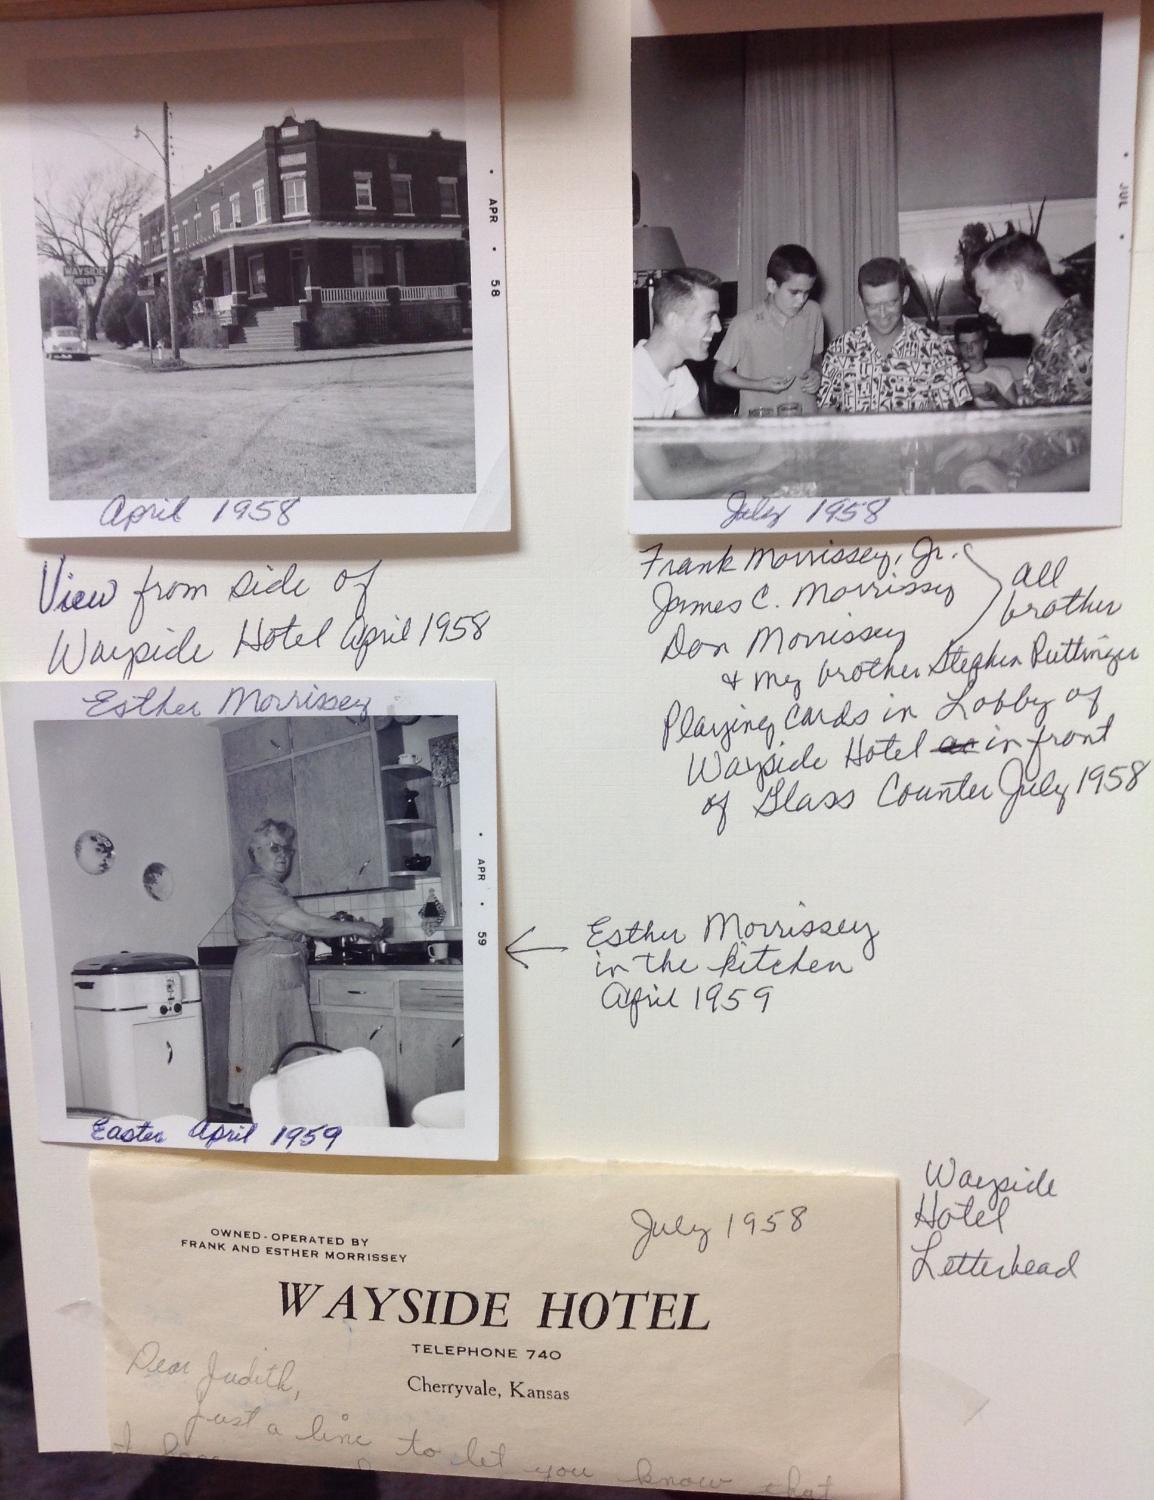 WAYSIDE
HOTEL
APR 58
April 1958
View from side of
Wayside Hotel April 1958
JUL
July 1958
Frank Morrissey, Jr.
James C. Morrissey
Don Morrissey
all
brother
& my brother Stephen
Playing Cards in Lobby of
Wayside Hotel in front
of Glass Counter July 1958
Esther Morrissey
APR 59
Easter April 1959
Esther Morrissey
in the kitchen
April 1959
July 1958
OWNED-OPERATED BY
FRANK AND ESTHER MORRISSEY
WAYSIDE HOTEL
TELEPHONE 740
Cherryvale, Kansas
Dear Judith,
Just a line to let you know that
Wayside
Hotel
Letterhead